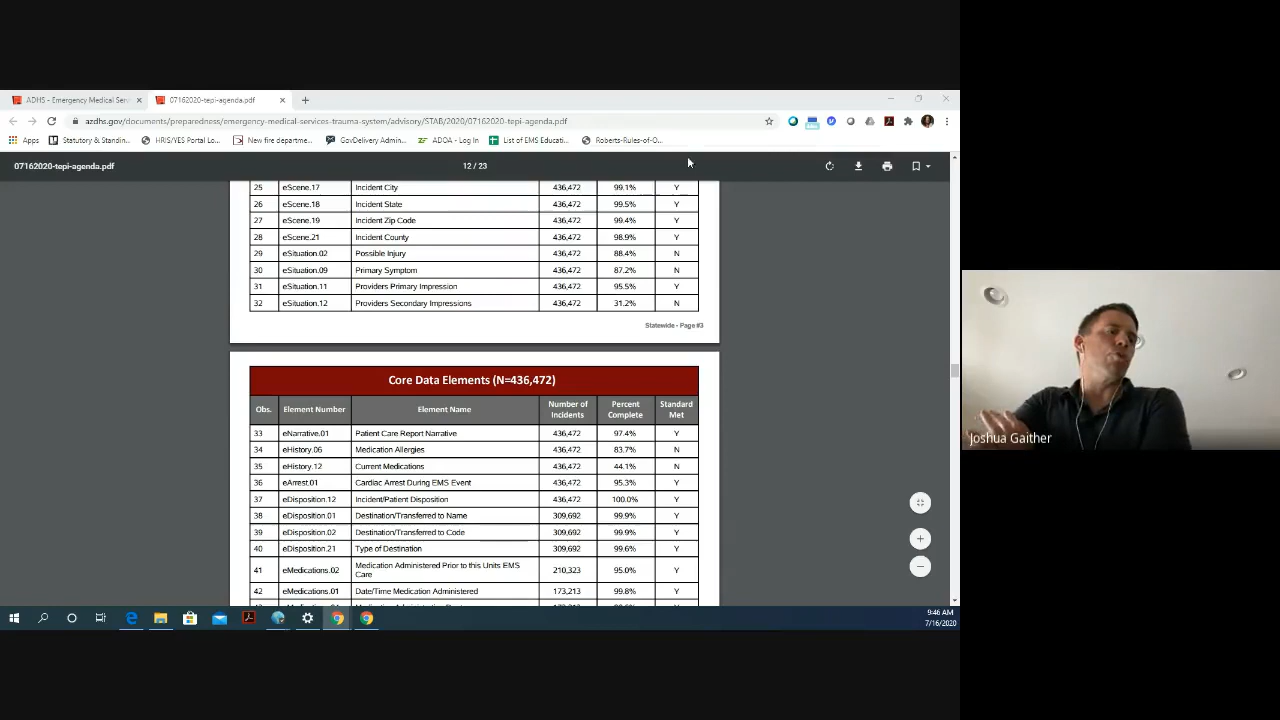 ADHS - Emergency Medical Serv
07162020-tepi-agenda.pdf
azdhs.gov/documents/preparedness/emergency-medical-services-trauma-system/advisory/STAB/2020/07162020-tepi-agenda.pdf
Apps Statutory & Standin... HRIS/YES Portal Lo... New fire departme... GovDelivery Admin... ADOA - Log In List of EMS Educati... Roberts-Rules-of-O...
07162020-tepi-agenda.pdf 12 / 23
25 eScene.17 Incident City 436,472 99.1% Y
26 eScene.18 Incident State 436,472 99.5% Y
27 eScene.19 Incident Zip Code 436,472 99.4% Y
28 eScene.21 Incident County 436,472 98.9% Y
29 eSituation.02 Possible Injury 436,472 88.4% N
30 eSituation.09 Primary Symptom 436,472 87.2% N
31 eSituation.11 Providers Primary Impression 436,472 95.5% Y
32 eSituation.12 Providers Secondary Impressions 436,472 31.2% N
Statewide - Page #3
Core Data Elements (N=436,472)
Obs. Element Number Element Name Number of Incidents Percent Complete Standard Met
33 eNarrative.01 Patient Care Report Narrative 436,472 97.4% Y
34 eHistory.06 Medication Allergies 436,472 83.7% N
35 eHistory.12 Current Medications 436,472 44.1% N
36 eArrest.01 Cardiac Arrest During EMS Event 436,472 95.3% Y
37 eDisposition.12 Incident/Patient Disposition 436,472 100.0% Y
38 eDisposition.01 Destination/Transferred to Name 309,692 99.9% Y
39 eDisposition.02 Destination/Transferred to Code 309,692 99.9% Y
40 eDisposition.21 Type of Destination 309,692 99.6% Y
41 eMedications.02 Medication Administered Prior to this Units EMS Care 210,323 95.0% Y
42 eMedications.01 Date/Time Medication Administered 173,213 99.8% Y
9:46 AM
7/16/2020
Joshua Gaither